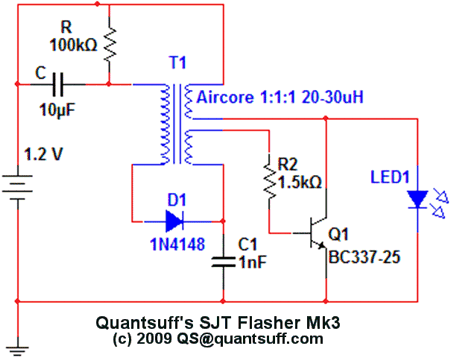 R
100kΩ
T1
C
10µF
Aircore 1:1:1 20-30uH
1.2 V
R2
1.5kΩ
LED1
D1
1N4148
Q1
BC337-25
C1
1nF
Quantsuff's SJT Flasher Mk3
(c) 2009 QS@quantsuff.com